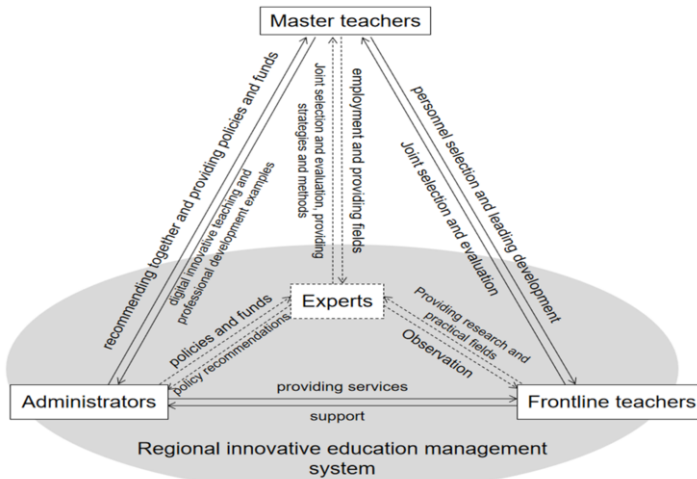 Master teachers
recommending together and providing policies and funds
digital innovative teaching and
professional development examples
Joint selection and evaluation, providing
strategies and methods
employment and providing fields
personnel selection and leading development
Joint selection and evaluation
Experts
policies and funds
policy recommendations
Providing research and
practical fields
Observation
Administrators
providing services
support
Frontline teachers
Regional innovative education management
system